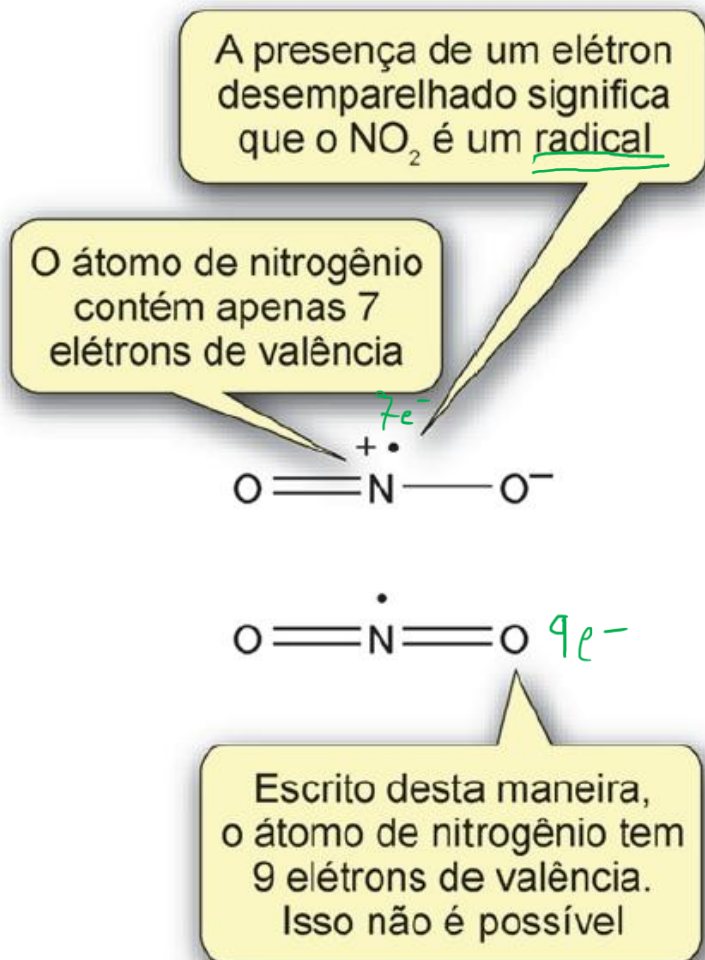 A presença de um elétron
desemparelhado significa
que o NO₂ é um radical
O átomo de nitrogênio
contém apenas 7
elétrons de valência
7e⁻
+ •
O=N—O⁻
•
O=N=O 9e⁻
Escrito desta maneira,
o átomo de nitrogênio tem
9 elétrons de valência.
Isso não é possível